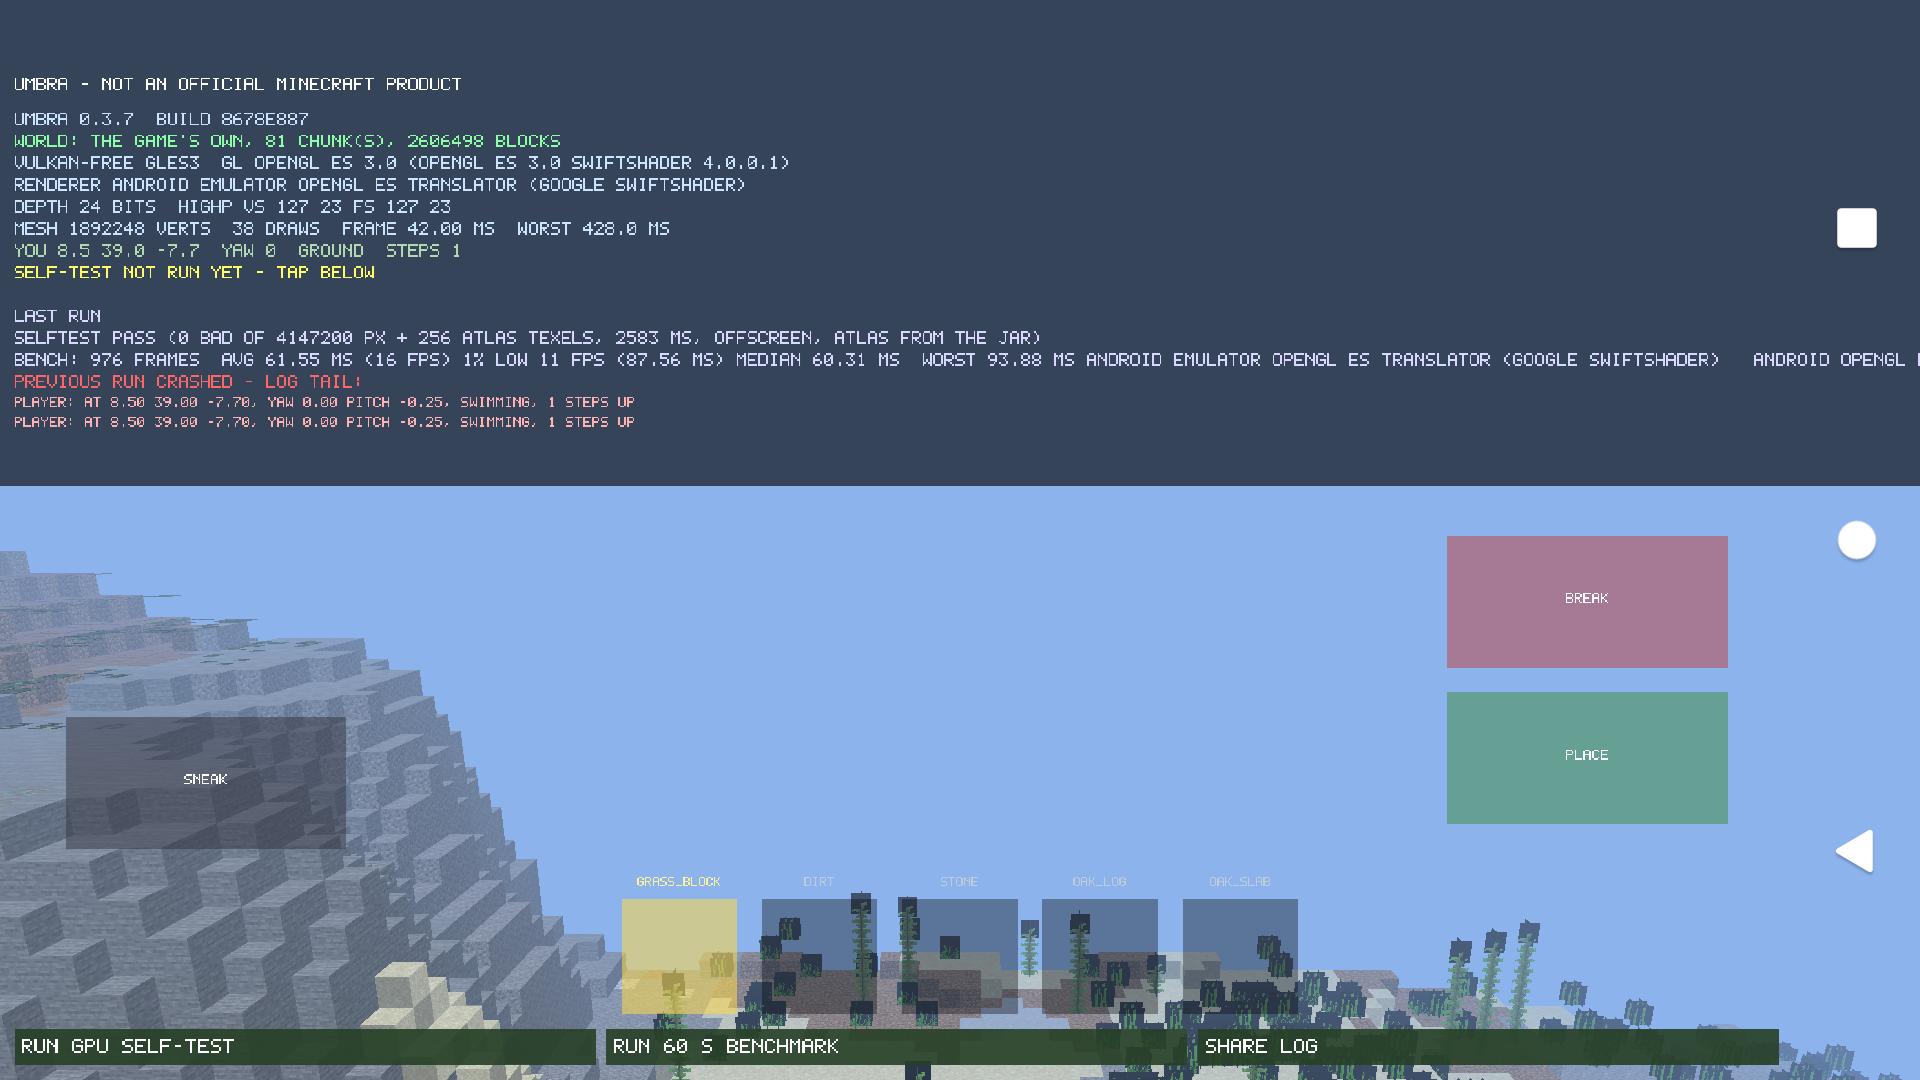 UMBRA - NOT AN OFFICIAL MINECRAFT PRODUCT
UMBRA 0.3.7 BUILD 8678E887
WORLD: THE GAME'S OWN, 81 CHUNK(S), 2606498 BLOCKS
VULKAN-FREE GLES3 GL OPENGL ES 3.0 (OPENGL ES 3.0 SWIFTSHADER 4.0.0.1)
RENDERER ANDROID EMULATOR OPENGL ES TRANSLATOR (GOOGLE SWIFTSHADER)
DEPTH 24 BITS HIGHP VS 127 23 FS 127 23
MESH 1892248 VERTS 38 DRAWS FRAME 42.00 MS WORST 428.0 MS
YOU 8.5 39.0 -7.7 YAW 0 GROUND STEPS 1
SELF-TEST NOT RUN YET - TAP BELOW
LAST RUN
SELFTEST PASS (0 BAD OF 4147200 PX + 256 ATLAS TEXELS, 2583 MS, OFFSCREEN, ATLAS FROM THE JAR)
BENCH: 976 FRAMES AVG 61.55 MS (16 FPS) 1% LOW 11 FPS (87.56 MS) MEDIAN 60.31 MS WORST 93.88 MS ANDROID EMULATOR OPENGL ES TRANSLATOR (GOOGLE SWIFTSHADER) ANDROID OPENGL
PREVIOUS RUN CRASHED - LOG TAIL:
PLAYER: AT 8.50 39.00 -7.70, YAW 0.00 PITCH -0.25, SWIMMING, 1 STEPS UP
PLAYER: AT 8.50 39.00 -7.70, YAW 0.00 PITCH -0.25, SWIMMING, 1 STEPS UP
BREAK
PLACE
SNEAK
GRASS_BLOCK DIRT STONE OAK_LOG OAK_SLAB
RUN GPU SELF-TEST RUN 60 S BENCHMARK SHARE LOG